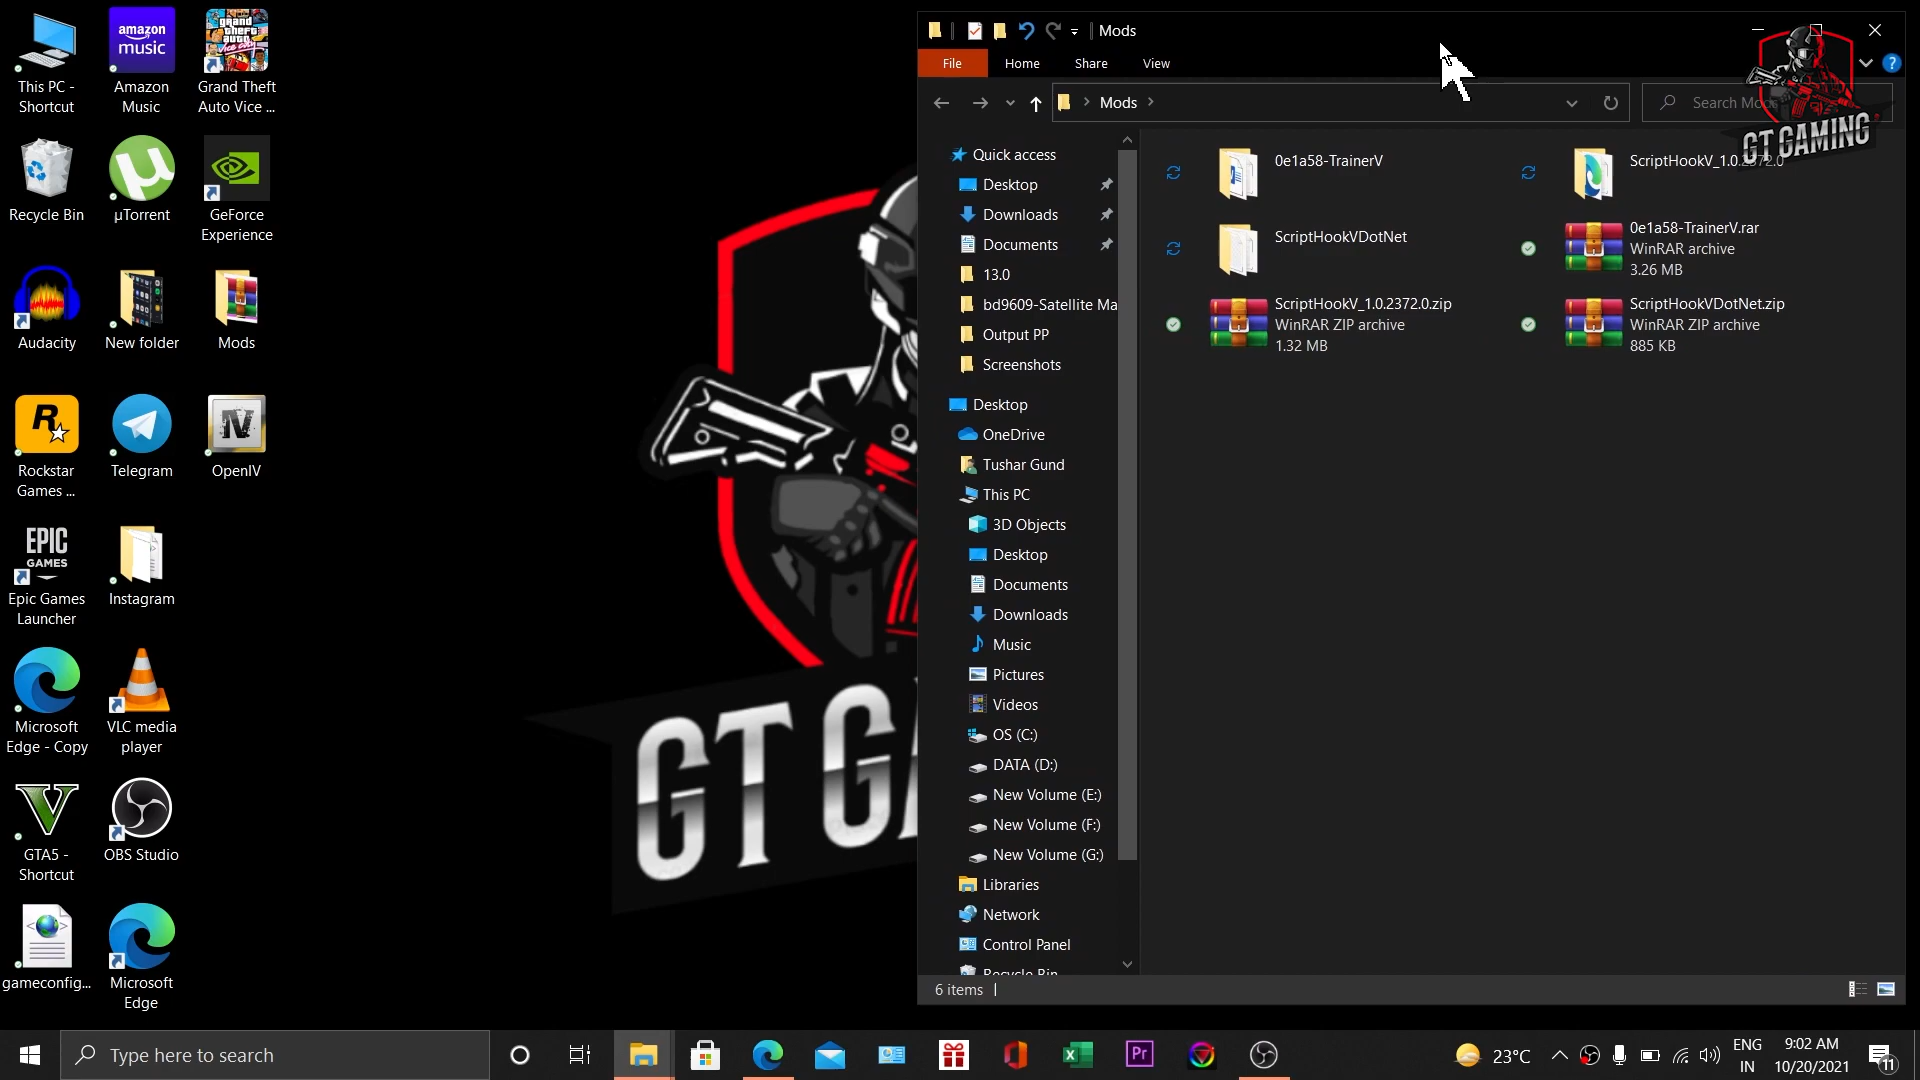 This PC -
Shortcut
Amazon
Music
amazon
music
Grand Theft
Auto Vice ...
Recycle Bin
µTorrent
GeForce
Experience
Audacity
New folder
Mods
Rockstar
Games ...
Telegram
OpenIV
EPIC
GAMES
Epic Games
Launcher
Instagram
Microsoft
Edge - Copy
VLC media
player
GTA5 -
Shortcut
OBS Studio
gameconfig...
Microsoft
Edge
GT GA
Mods
File
Home
Share
View
Mods
GT GAMING
Quick access
Desktop
Downloads
Documents
13.0
bd9609-Satellite Ma
Output PP
Screenshots
Desktop
OneDrive
Tushar Gund
This PC
3D Objects
Desktop
Documents
Downloads
Music
Pictures
Videos
OS (C:)
DATA (D:)
New Volume (E:)
New Volume (F:)
New Volume (G:)
Libraries
Network
Control Panel
Recycle Bin
0e1a58-TrainerV
ScriptHookV_1.0.2372.0
ScriptHookVDotNet
0e1a58-TrainerV.rar
WinRAR archive
3.26 MB
ScriptHookV_1.0.2372.0.zip
WinRAR ZIP archive
1.32 MB
ScriptHookVDotNet.zip
WinRAR ZIP archive
885 KB
6 items
Type here to search
Pr
23°C
ENG
IN
9:02 AM
10/20/2021
11